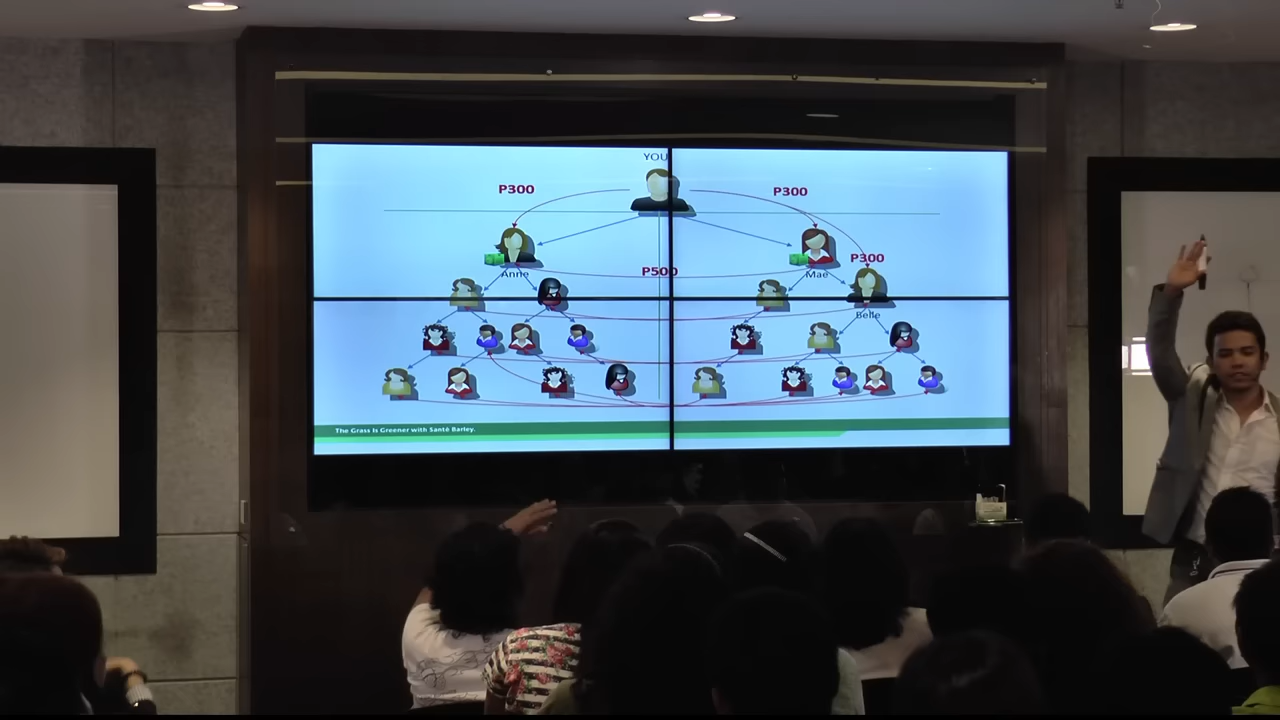 YOU
P300
P300
P300
P500
Anne
Mae
Belle
The Grass Is Greener with Santé Barley.